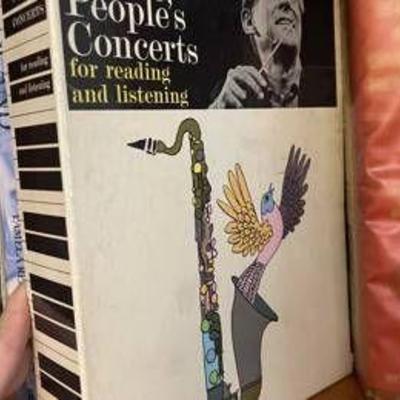 People's
Concerts
for reading
and listening
CONCERTS
for reading
and listening